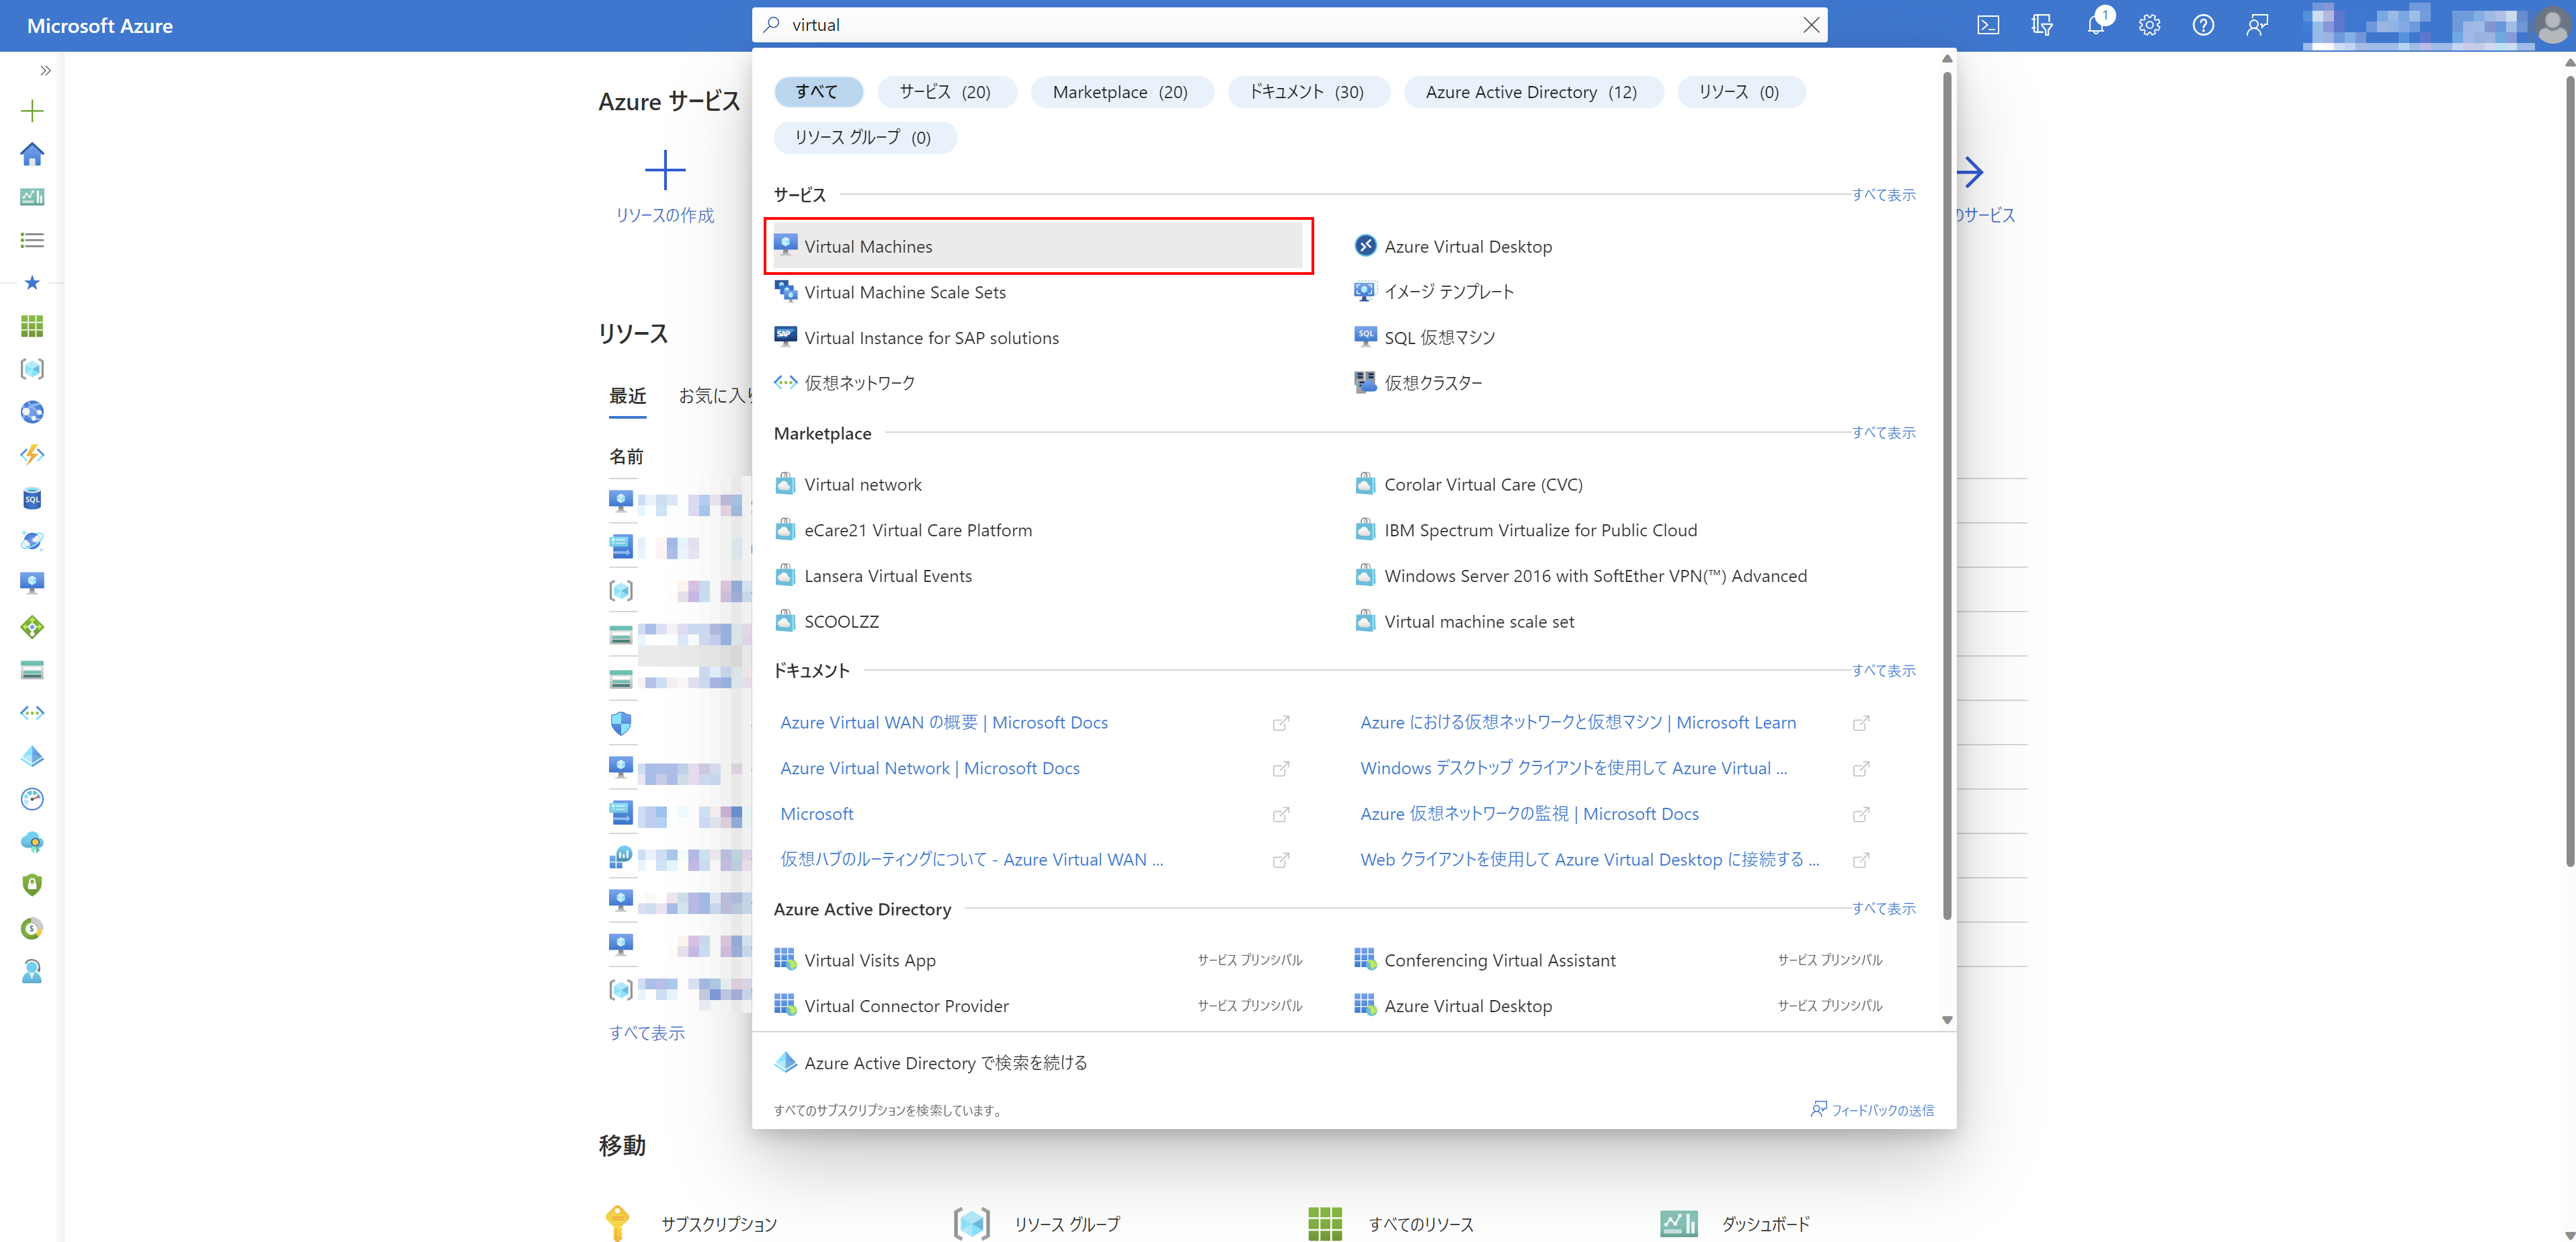 Microsoft Azure
virtual
1
すべて
サービス (20)
Marketplace (20)
ドキュメント (30)
Azure Active Directory (12)
リソース (0)
リソース グループ (0)
Azure サービス
リソースの作成
のサービス
サービス
すべて表示
Virtual Machines
Azure Virtual Desktop
Virtual Machine Scale Sets
イメージ テンプレート
Virtual Instance for SAP solutions
SQL 仮想マシン
仮想ネットワーク
仮想クラスター
リソース
最近
お気に入り
名前
Marketplace
すべて表示
Virtual network
Corolar Virtual Care (CVC)
eCare21 Virtual Care Platform
IBM Spectrum Virtualize for Public Cloud
Lansera Virtual Events
Windows Server 2016 with SoftEther VPN(™) Advanced
SCOOLZZ
Virtual machine scale set
ドキュメント
すべて表示
Azure Virtual WAN の概要 | Microsoft Docs
Azure における仮想ネットワークと仮想マシン | Microsoft Learn
Azure Virtual Network | Microsoft Docs
Windows デスクトップ クライアントを使用して Azure Virtual ...
Microsoft
Azure 仮想ネットワークの監視 | Microsoft Docs
仮想ハブのルーティングについて - Azure Virtual WAN ...
Web クライアントを使用して Azure Virtual Desktop に接続する ...
Azure Active Directory
すべて表示
Virtual Visits App
サービス プリンシパル
Conferencing Virtual Assistant
サービス プリンシパル
Virtual Connector Provider
サービス プリンシパル
Azure Virtual Desktop
サービス プリンシパル
すべて表示
Azure Active Directory で検索を続ける
すべてのサブスクリプションを検索しています。
フィードバックの送信
移動
サブスクリプション
リソース グループ
すべてのリソース
ダッシュボード